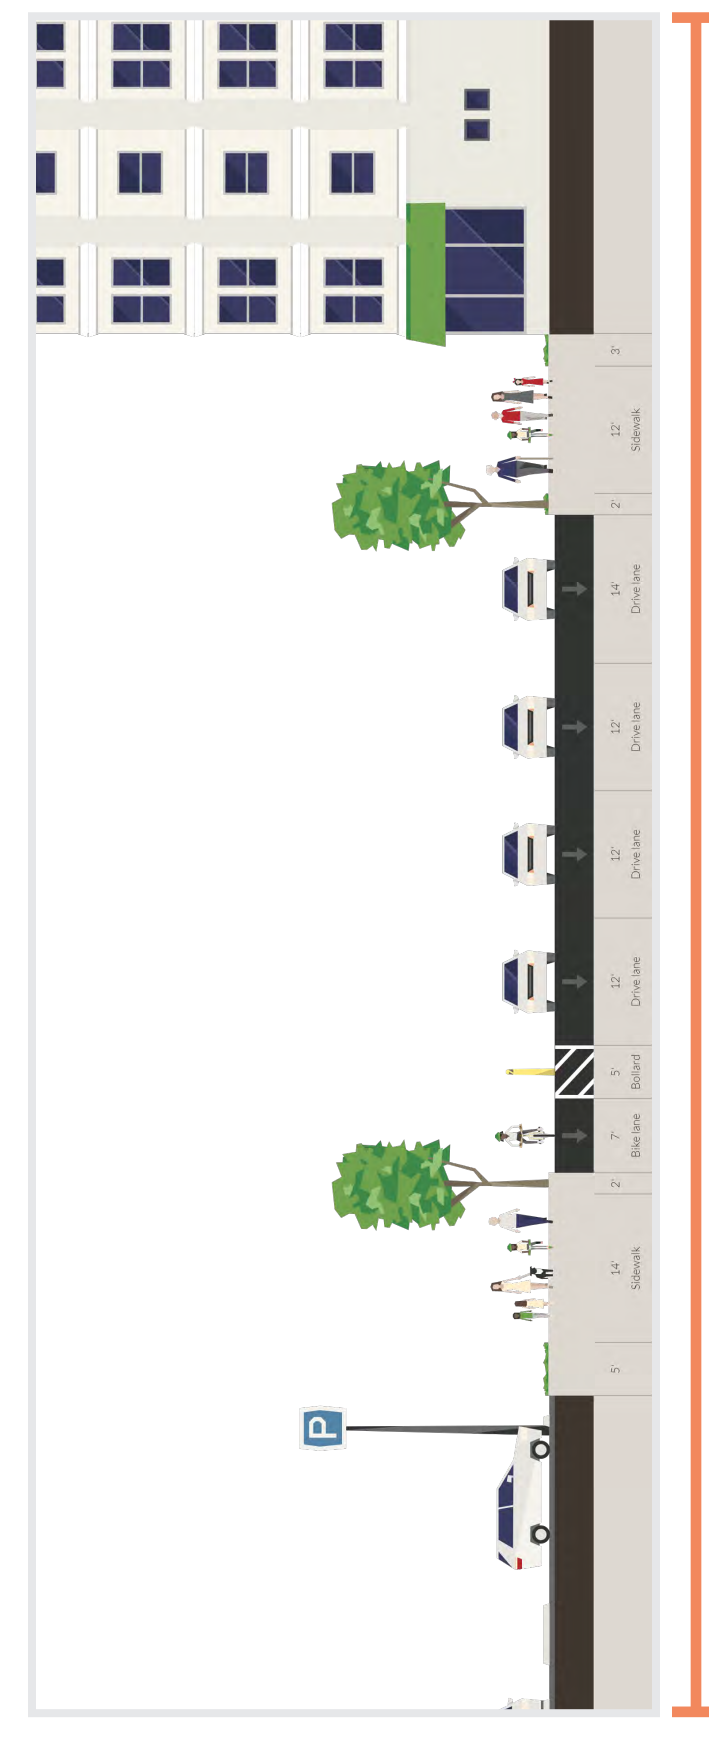 P
5'
14'
Sidewalk
2'
7'
Bike lane
5'
Bollard
12'
Drive lane
12'
Drive lane
12'
Drive lane
14'
Drive lane
2'
12'
Sidewalk
3'